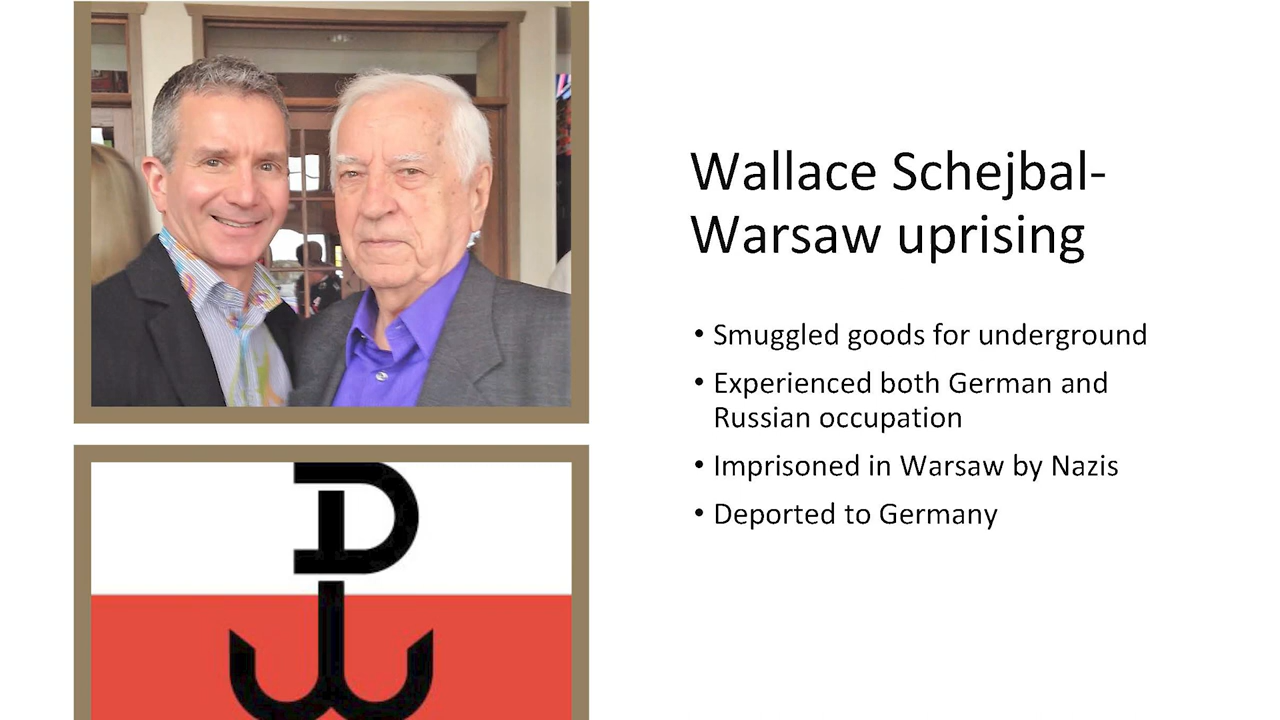 Wallace Schejbal-
Warsaw uprising
• Smuggled goods for underground
• Experienced both German and
Russian occupation
• Imprisoned in Warsaw by Nazis
• Deported to Germany